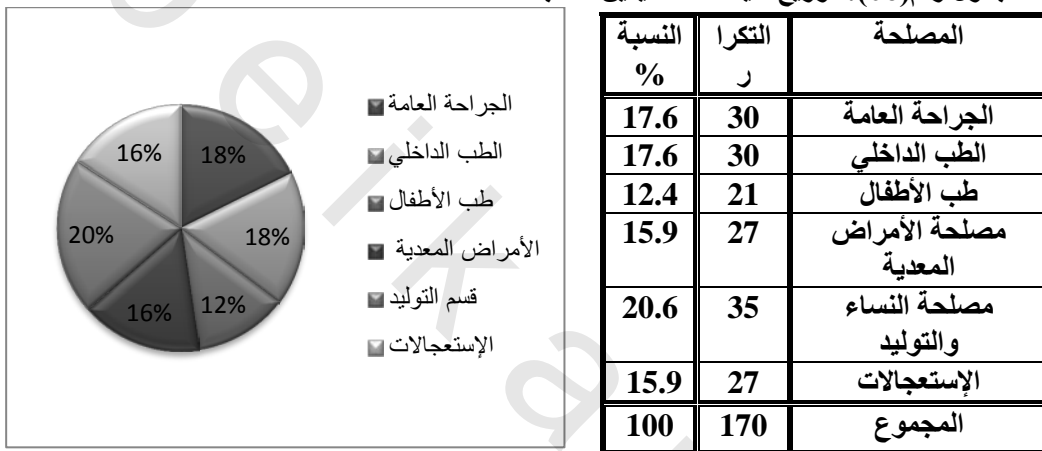 المصلحة التكرا النسبة
ر %
الجراحة العامة 30 17.6
الطب الداخلي 30 17.6
طب الأطفال 21 12.4
مصلحة الأمراض 27 15.9
المعدية
مصلحة النساء 35 20.6
والتوليد
الإستعجالات 27 15.9
المجموع 170 100
الجراحة العامة
الطب الداخلي
طب الأطفال
الأمراض المعدية
قسم التوليد
الإستعجالات
16% 18%
20% 18%
16% 12%